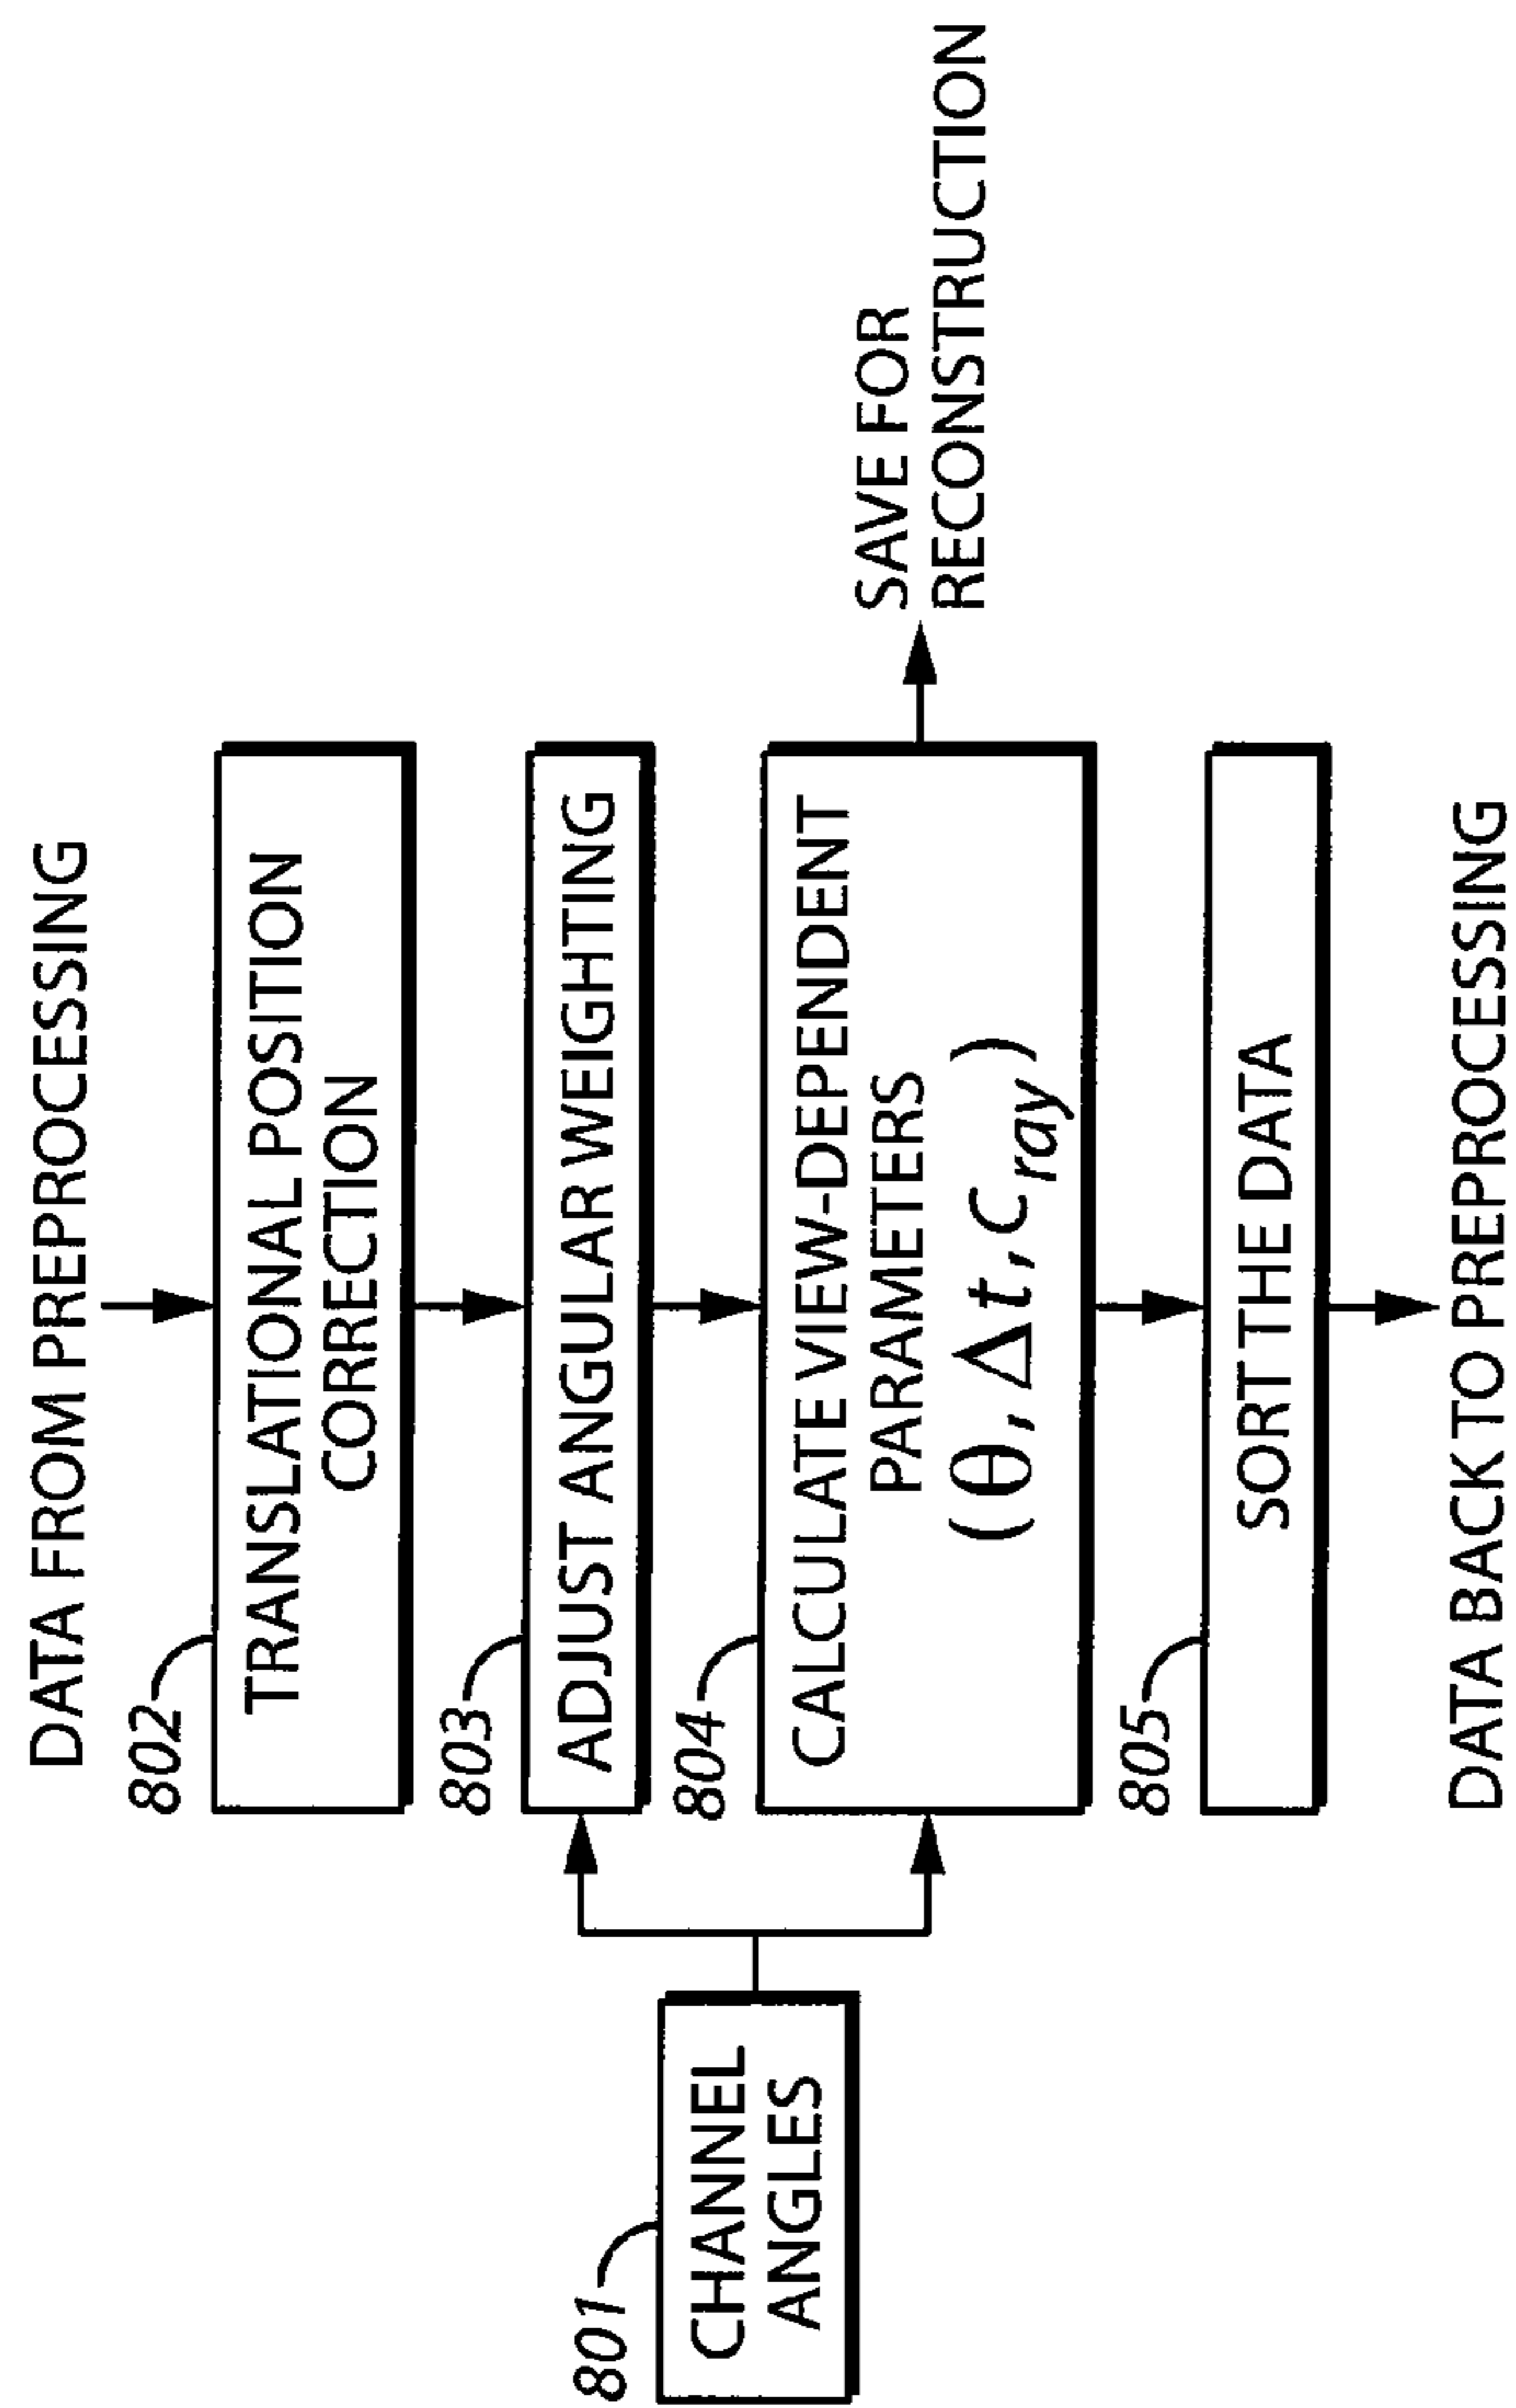 DATA FROM PREPROCESSING
802
TRANSLATIONAL POSITION
CORRECTION
803
ADJUST ANGULAR WEIGHTING
801
CHANNEL
ANGLES
804
CALCULATE VIEW-DEPENDENT
PARAMETERS
(θ, Δt, c_ray)
SAVE FOR
RECONSTRUCTION
805
SORT THE DATA
DATA BACK TO PREPROCESSING